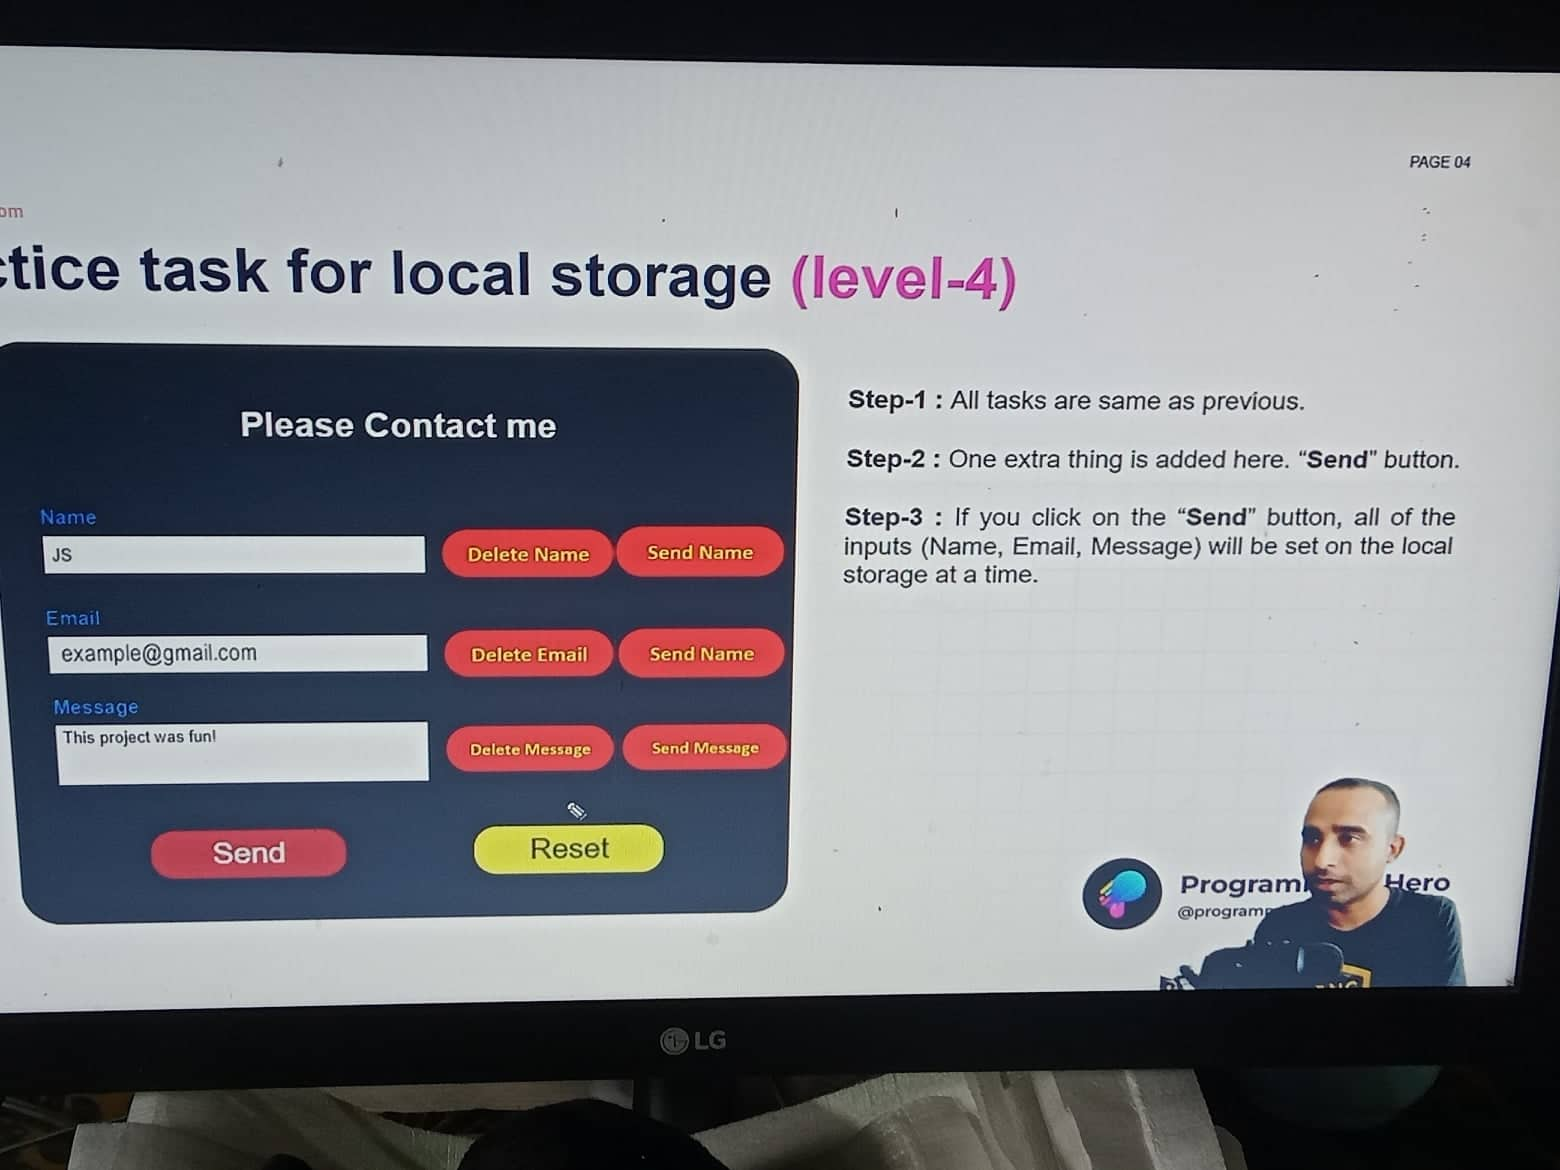 PAGE 04
om
ctice task for local storage (level-4)
Please Contact me
Name
JS
Delete Name
Send Name
Email
example@gmail.com
Delete Email
Send Name
Message
This project was fun!
Delete Message
Send Message
Send
Reset
Step-1 : All tasks are same as previous.
Step-2 : One extra thing is added here. “Send” button.
Step-3 : If you click on the “Send” button, all of the
inputs (Name, Email, Message) will be set on the local
storage at a time.
Hero
LG